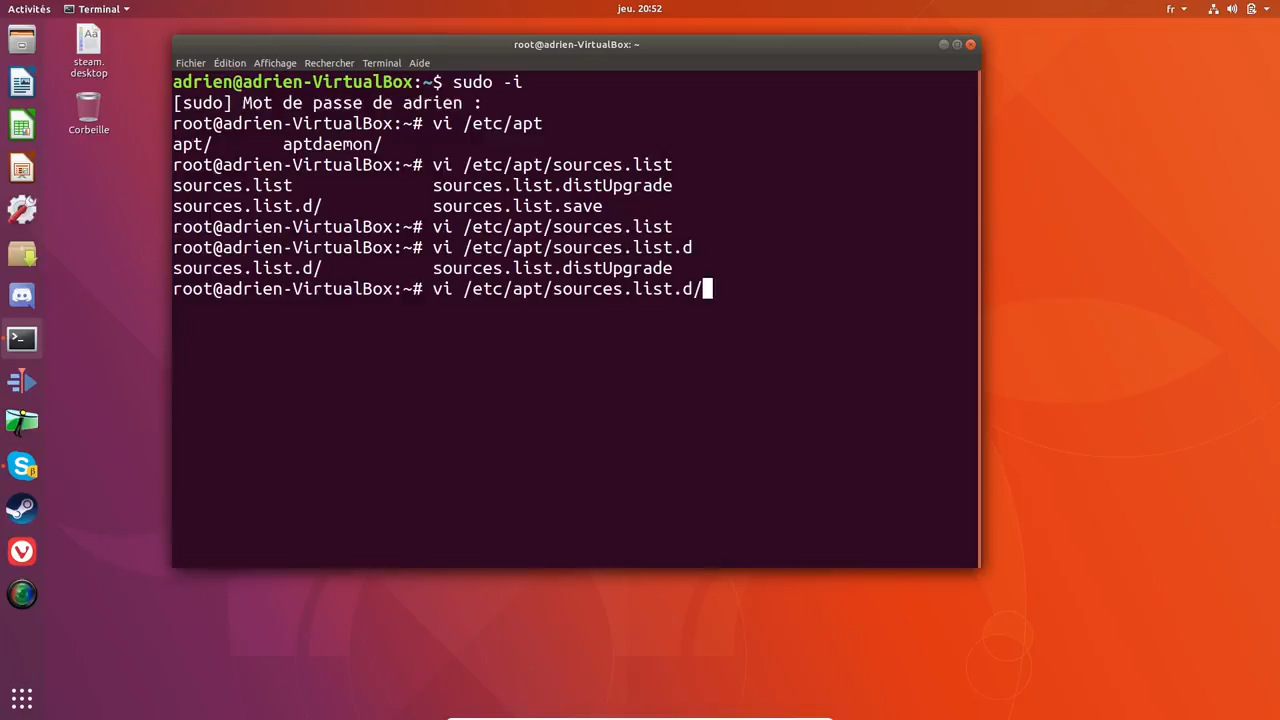 Activités Terminal jeu. 20:52 fr
steam.
desktop
Corbeille
root@adrien-VirtualBox: ~
Fichier Édition Affichage Rechercher Terminal Aide
adrien@adrien-VirtualBox:~$ sudo -i
[sudo] Mot de passe de adrien :
root@adrien-VirtualBox:~# vi /etc/apt
apt/ aptdaemon/
root@adrien-VirtualBox:~# vi /etc/apt/sources.list
sources.list sources.list.distUpgrade
sources.list.d/ sources.list.save
root@adrien-VirtualBox:~# vi /etc/apt/sources.list
root@adrien-VirtualBox:~# vi /etc/apt/sources.list.d
sources.list.d/ sources.list.distUpgrade
root@adrien-VirtualBox:~# vi /etc/apt/sources.list.d/